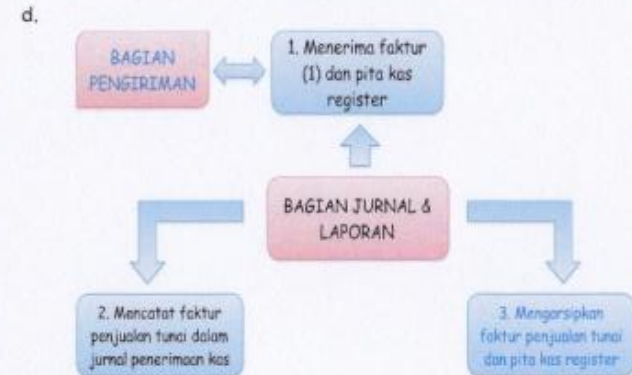 d.
BAGIAN
PENGIRIMAN
1. Menerima faktur
(1) dan pita kas
register
BAGIAN JURNAL &
LAPORAN
2. Mencatat faktur
penjualan tunai dalam
jurnal penerimaan kas
3. Mengarsipkan
faktur penjualan tunai
dan pita kas register